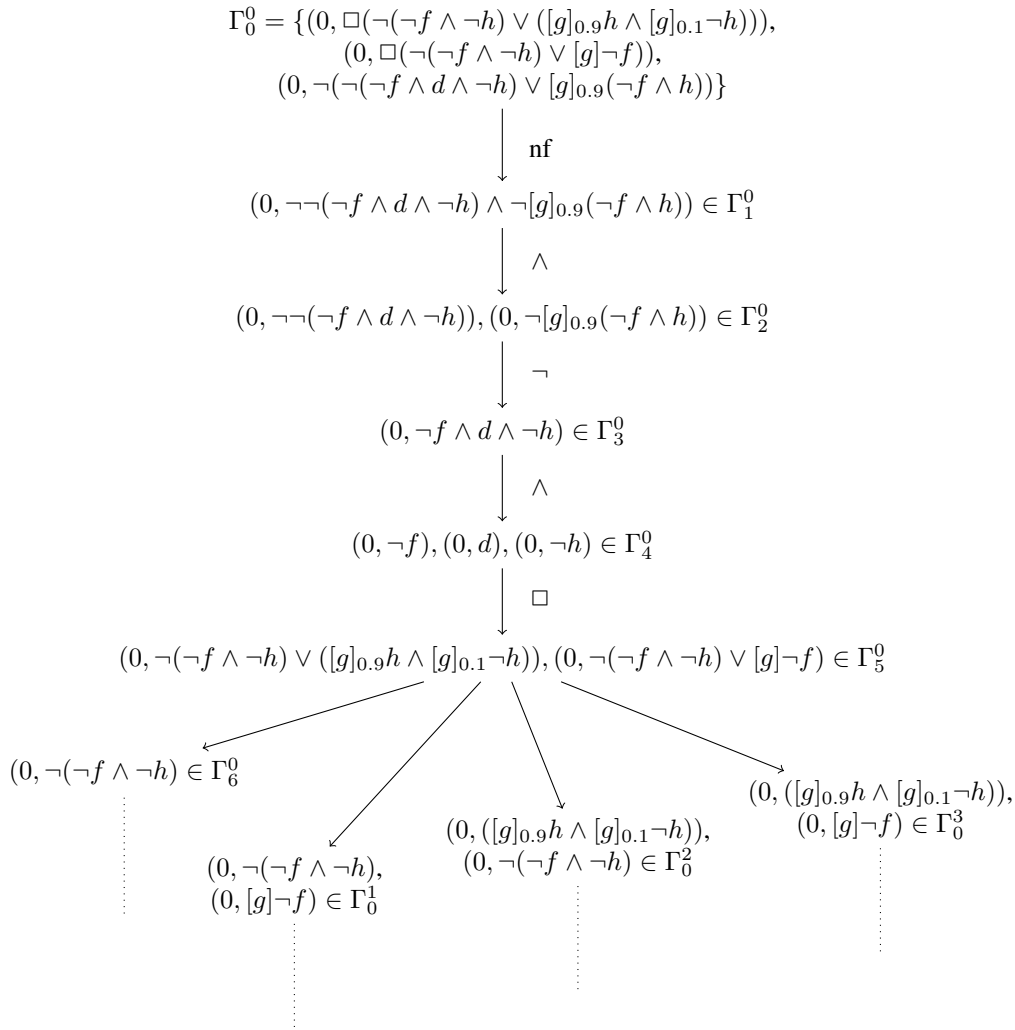 Γ₀⁰ = {(0, □(¬(¬f ∧ ¬h) ∨ ([g]₀.₉h ∧ [g]₀.₁¬h))),
(0, □(¬(¬f ∧ ¬h) ∨ [g]¬f)),
(0, ¬(¬(¬f ∧ d ∧ ¬h) ∨ [g]₀.₉(¬f ∧ h))}
nf
(0, ¬¬(¬f ∧ d ∧ ¬h) ∧ ¬[g]₀.₉(¬f ∧ h)) ∈ Γ₁⁰
∧
(0, ¬¬(¬f ∧ d ∧ ¬h)), (0, ¬[g]₀.₉(¬f ∧ h)) ∈ Γ₂⁰
¬
(0, ¬f ∧ d ∧ ¬h) ∈ Γ₃⁰
∧
(0, ¬f), (0, d), (0, ¬h) ∈ Γ₄⁰
□
(0, ¬(¬f ∧ ¬h) ∨ ([g]₀.₉h ∧ [g]₀.₁¬h)), (0, ¬(¬f ∧ ¬h) ∨ [g]¬f) ∈ Γ₅⁰
(0, ¬(¬f ∧ ¬h) ∈ Γ₆⁰
(0, ¬(¬f ∧ ¬h),
(0, [g]¬f) ∈ Γ₀¹
(0, ([g]₀.₉h ∧ [g]₀.₁¬h)),
(0, ¬(¬f ∧ ¬h) ∈ Γ₀²
(0, ([g]₀.₉h ∧ [g]₀.₁¬h)),
(0, [g]¬f) ∈ Γ₀³